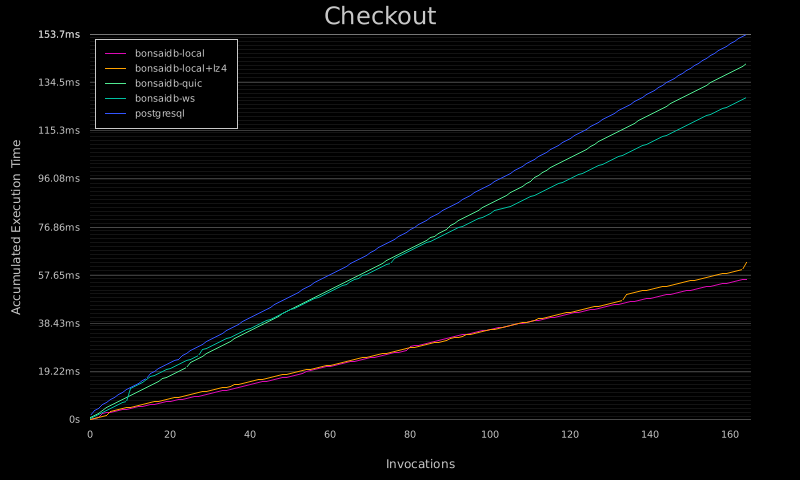 Checkout
153.7ms
134.5ms
115.3ms
96.08ms
76.86ms
57.65ms
38.43ms
19.22ms
0s
Accumulated Execution Time
bonsaidb-local
bonsaidb-local+lz4
bonsaidb-quic
bonsaidb-ws
postgresql
0 20 40 60 80 100 120 140 160
Invocations